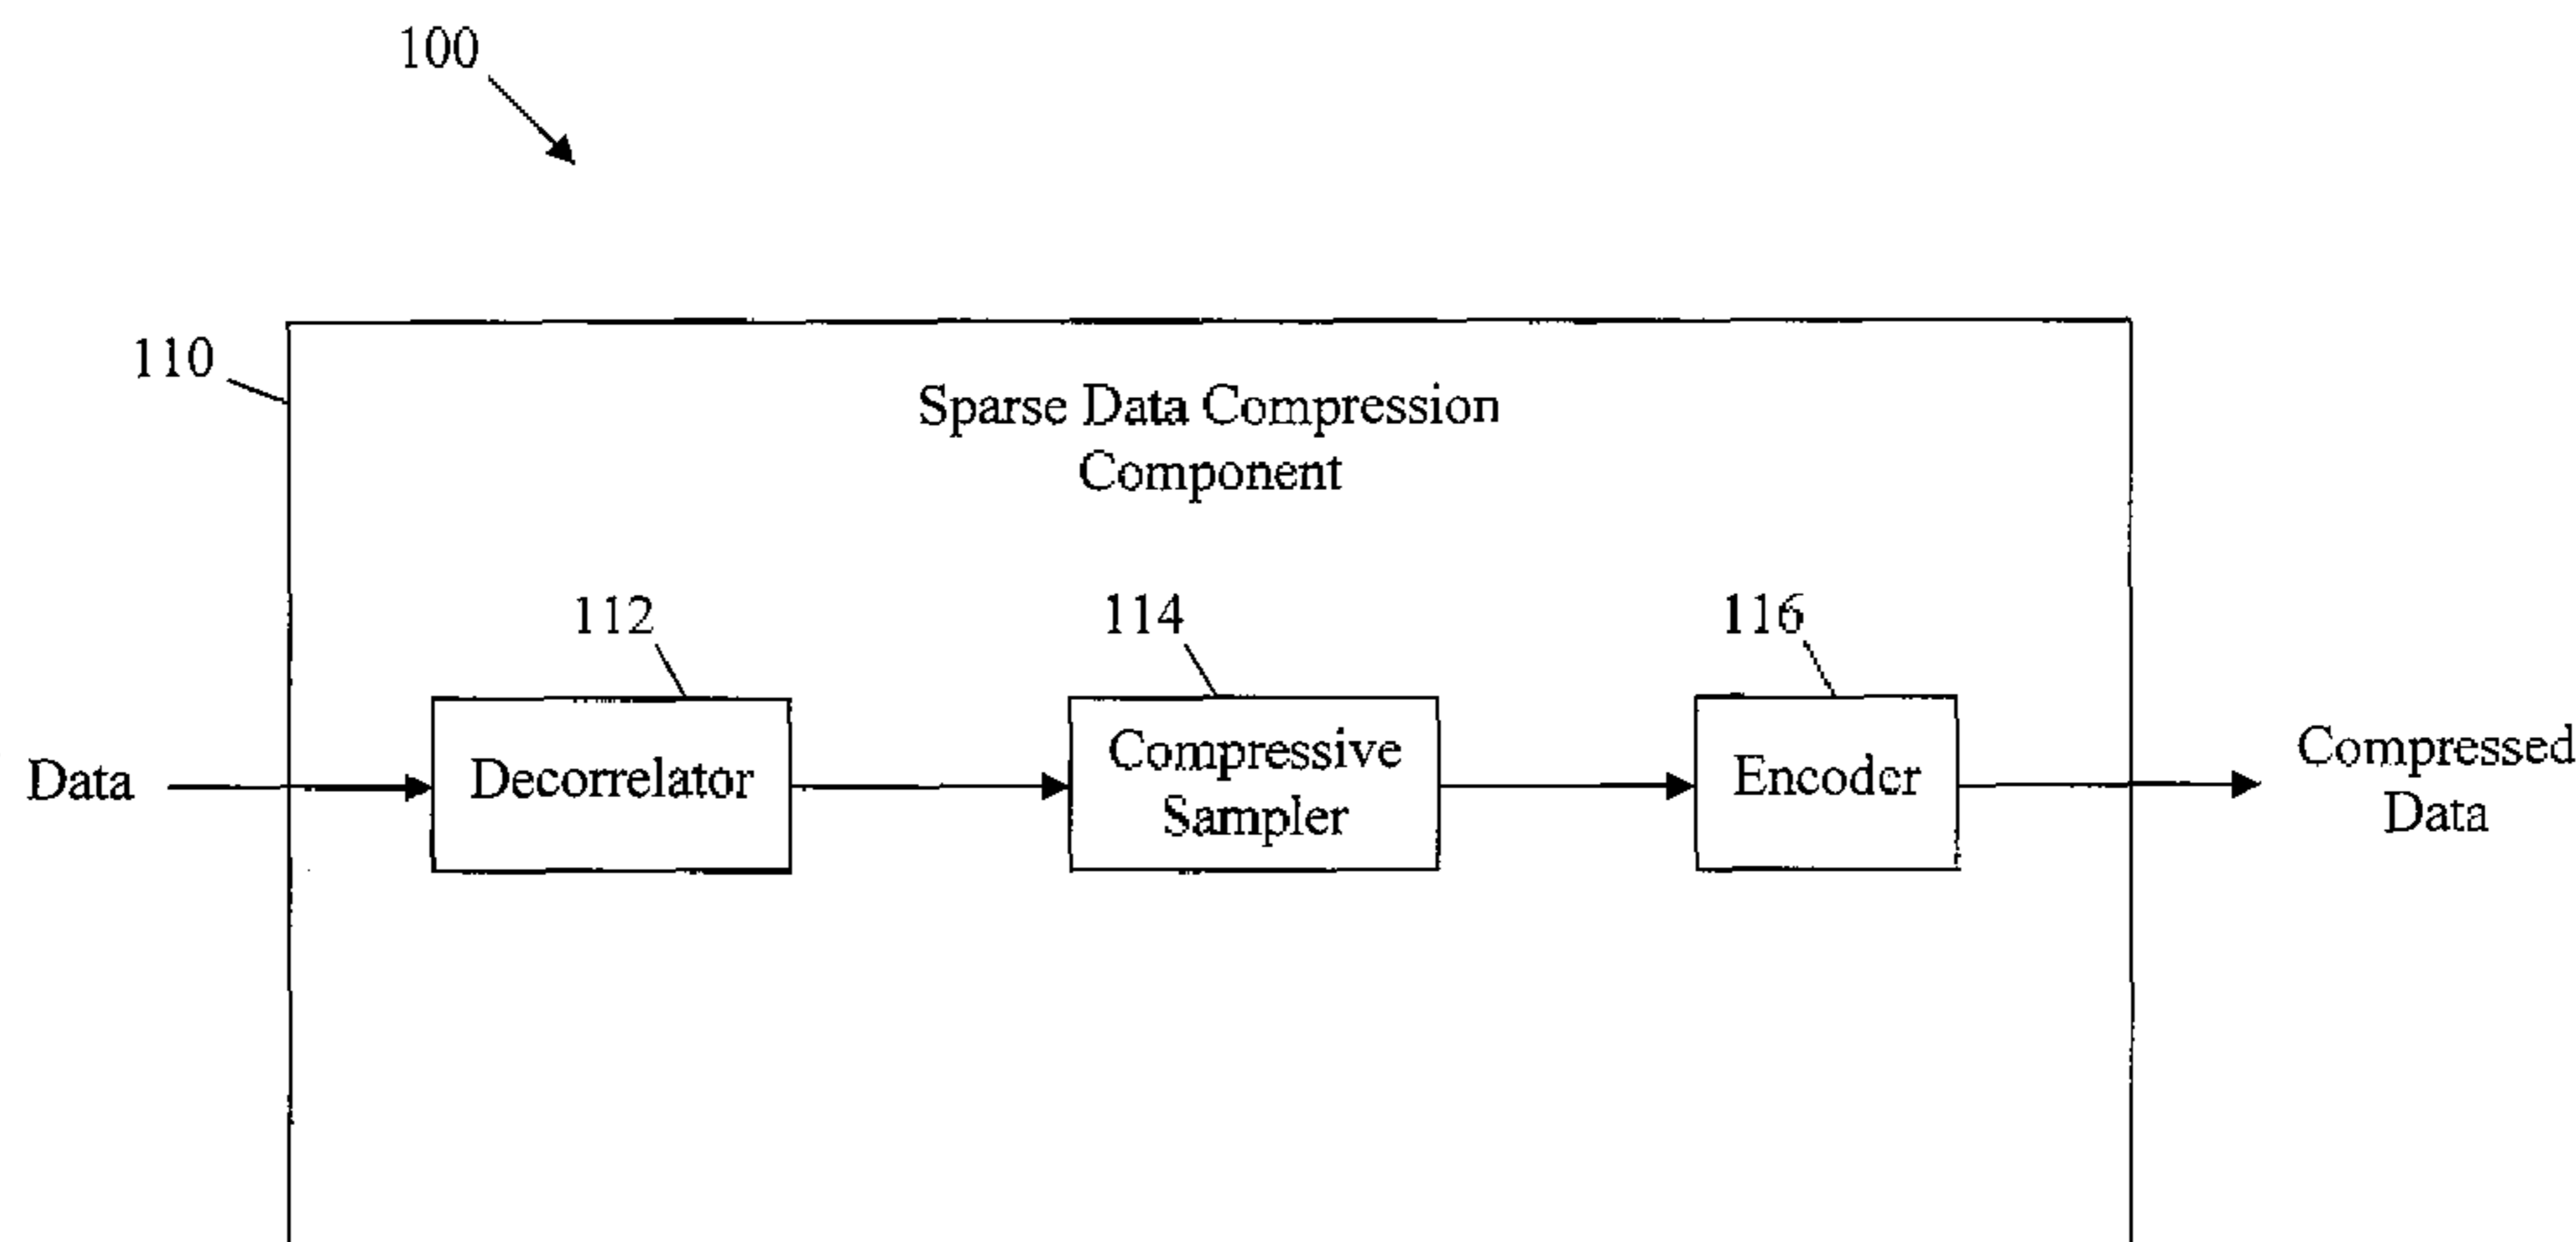 100
110
Sparse Data Compression
Component
112
114
116
Data
Decorrelator
Compressive
Sampler
Encoder
Compressed
Data